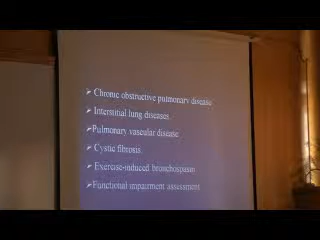 ➤ Chronic obstructive pulmonary disease
➤ Interstitial lung diseases.
➤Pulmonary vascular disease
➤ Cystic fibrosis.
➤ Exercise-induced bronchospasm
➤Functional impairment assessment